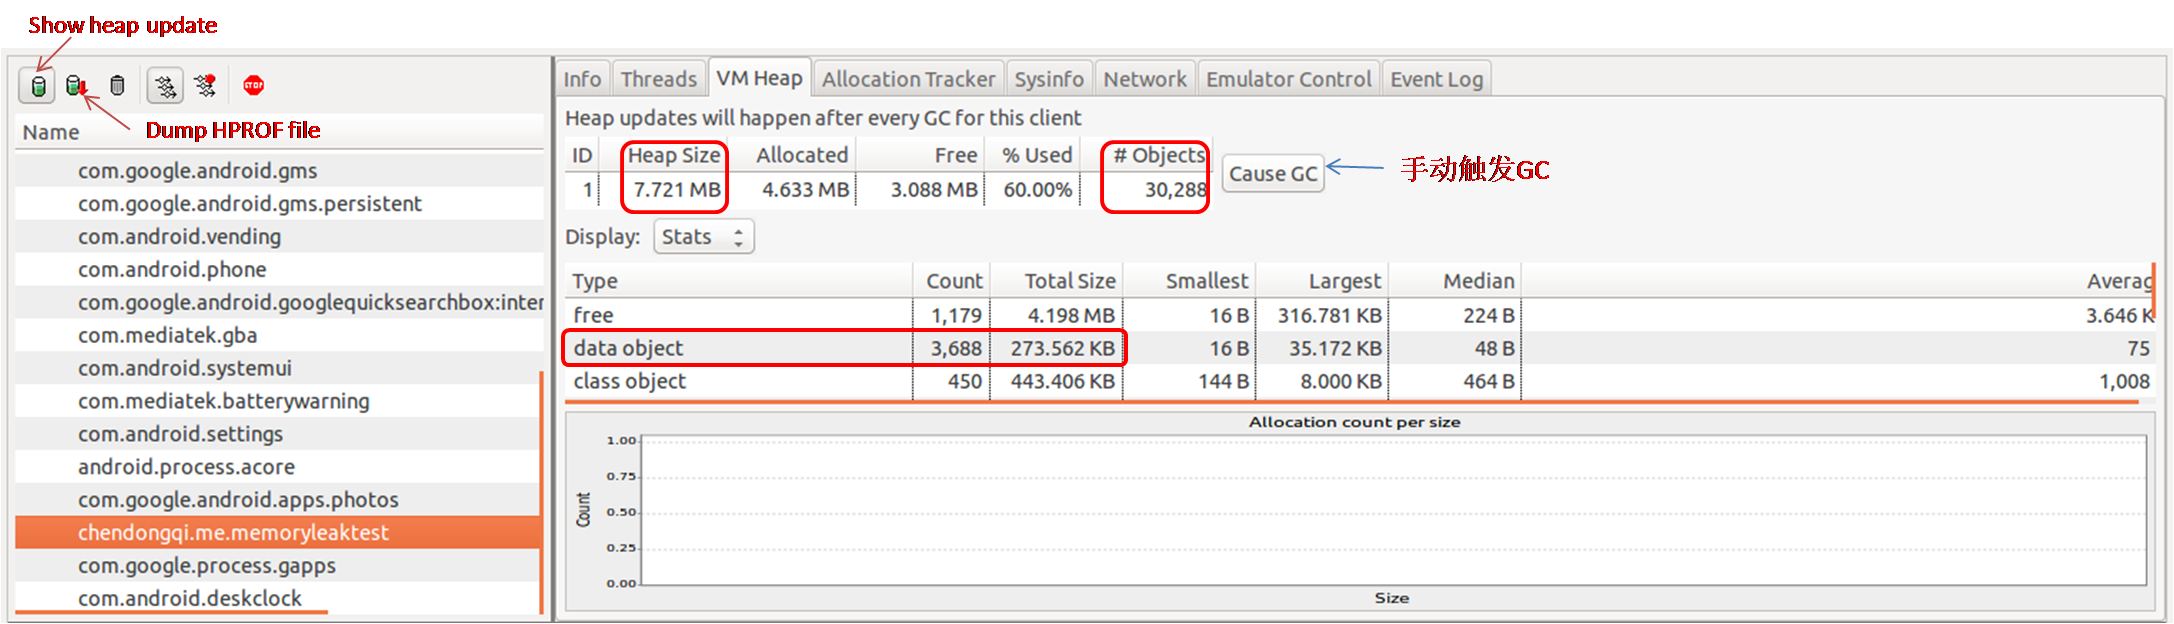 Show heap update
Dump HPROF file
Name
com.google.android.gms
com.google.android.gms.persistent
com.android.vending
com.android.phone
com.google.android.googlequicksearchbox:inter
com.mediatek.gba
com.android.systemui
com.mediatek.batterywarning
com.android.settings
android.process.acore
com.google.android.apps.photos
chendongqi.me.memoryleaktest
com.google.process.gapps
com.android.deskclock
Info Threads VM Heap Allocation Tracker Sysinfo Network Emulator Control Event Log
Heap updates will happen after every GC for this client
ID Heap Size Allocated Free % Used # Objects
1 7.721 MB 4.633 MB 3.088 MB 60.00% 30,288
Cause GC
手动触发GC
Display: Stats
Type Count Total Size Smallest Largest Median Averag
free 1,179 4.198 MB 16 B 316.781 KB 224 B 3.646 K
data object 3,688 273.562 KB 16 B 35.172 KB 48 B 75
class object 450 443.406 KB 144 B 8.000 KB 464 B 1,008
Allocation count per size
1.00
0.75
0.50
0.25
0.00
Count
Size